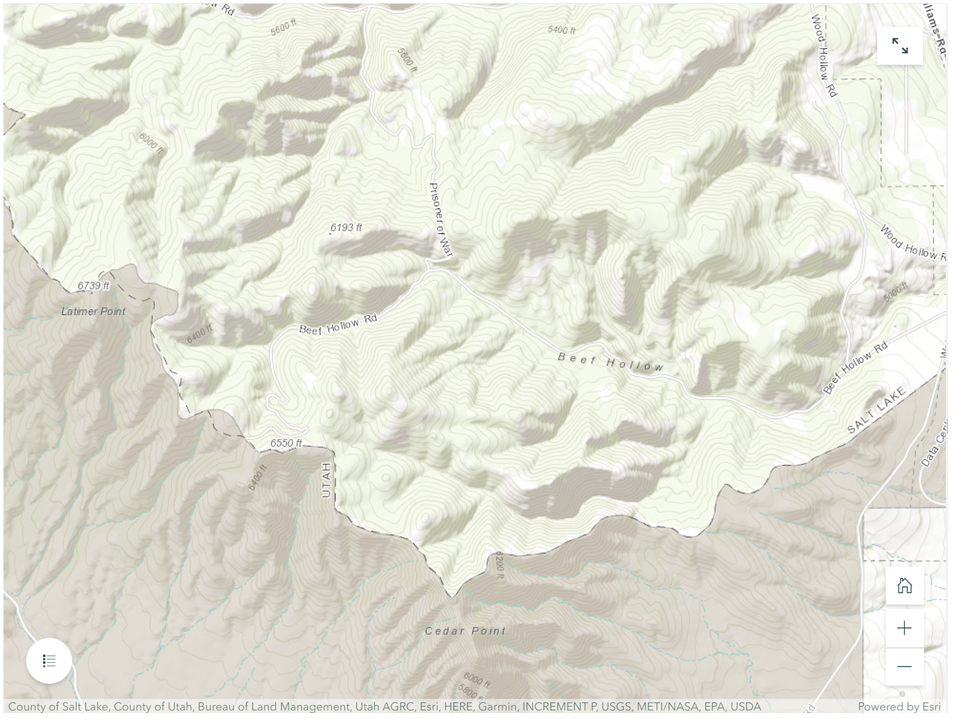 ow Rd
5600 ft
5400 ft
5600 ft
Wood Hollow Rd
lliams-Rd
6000 ft
Prisoner of War
6193 ft
Wood Hollow R
6739 ft
Latimer Point
5000 ft
6400 ft
Beef Hollow Rd
Beef Hollow
Beef Hollow Rd
SALT LAKE
6550 ft
UTAH
6400 ft
Data Cen
6200 ft
Cedar Point
6000 ft
5800 ft
Rd
County of Salt Lake, County of Utah, Bureau of Land Management, Utah AGRC, Esri, HERE, Garmin, INCREMENT P, USGS, METI/NASA, EPA, USDA
Powered by Esri